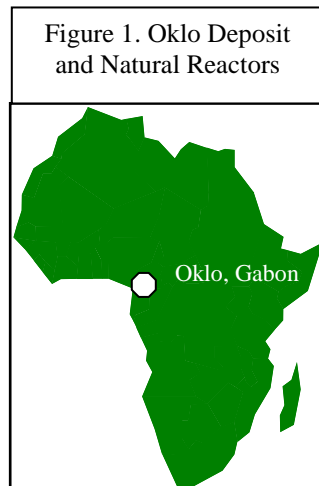 Figure 1. Oklo Deposit
and Natural Reactors
Oklo, Gabon